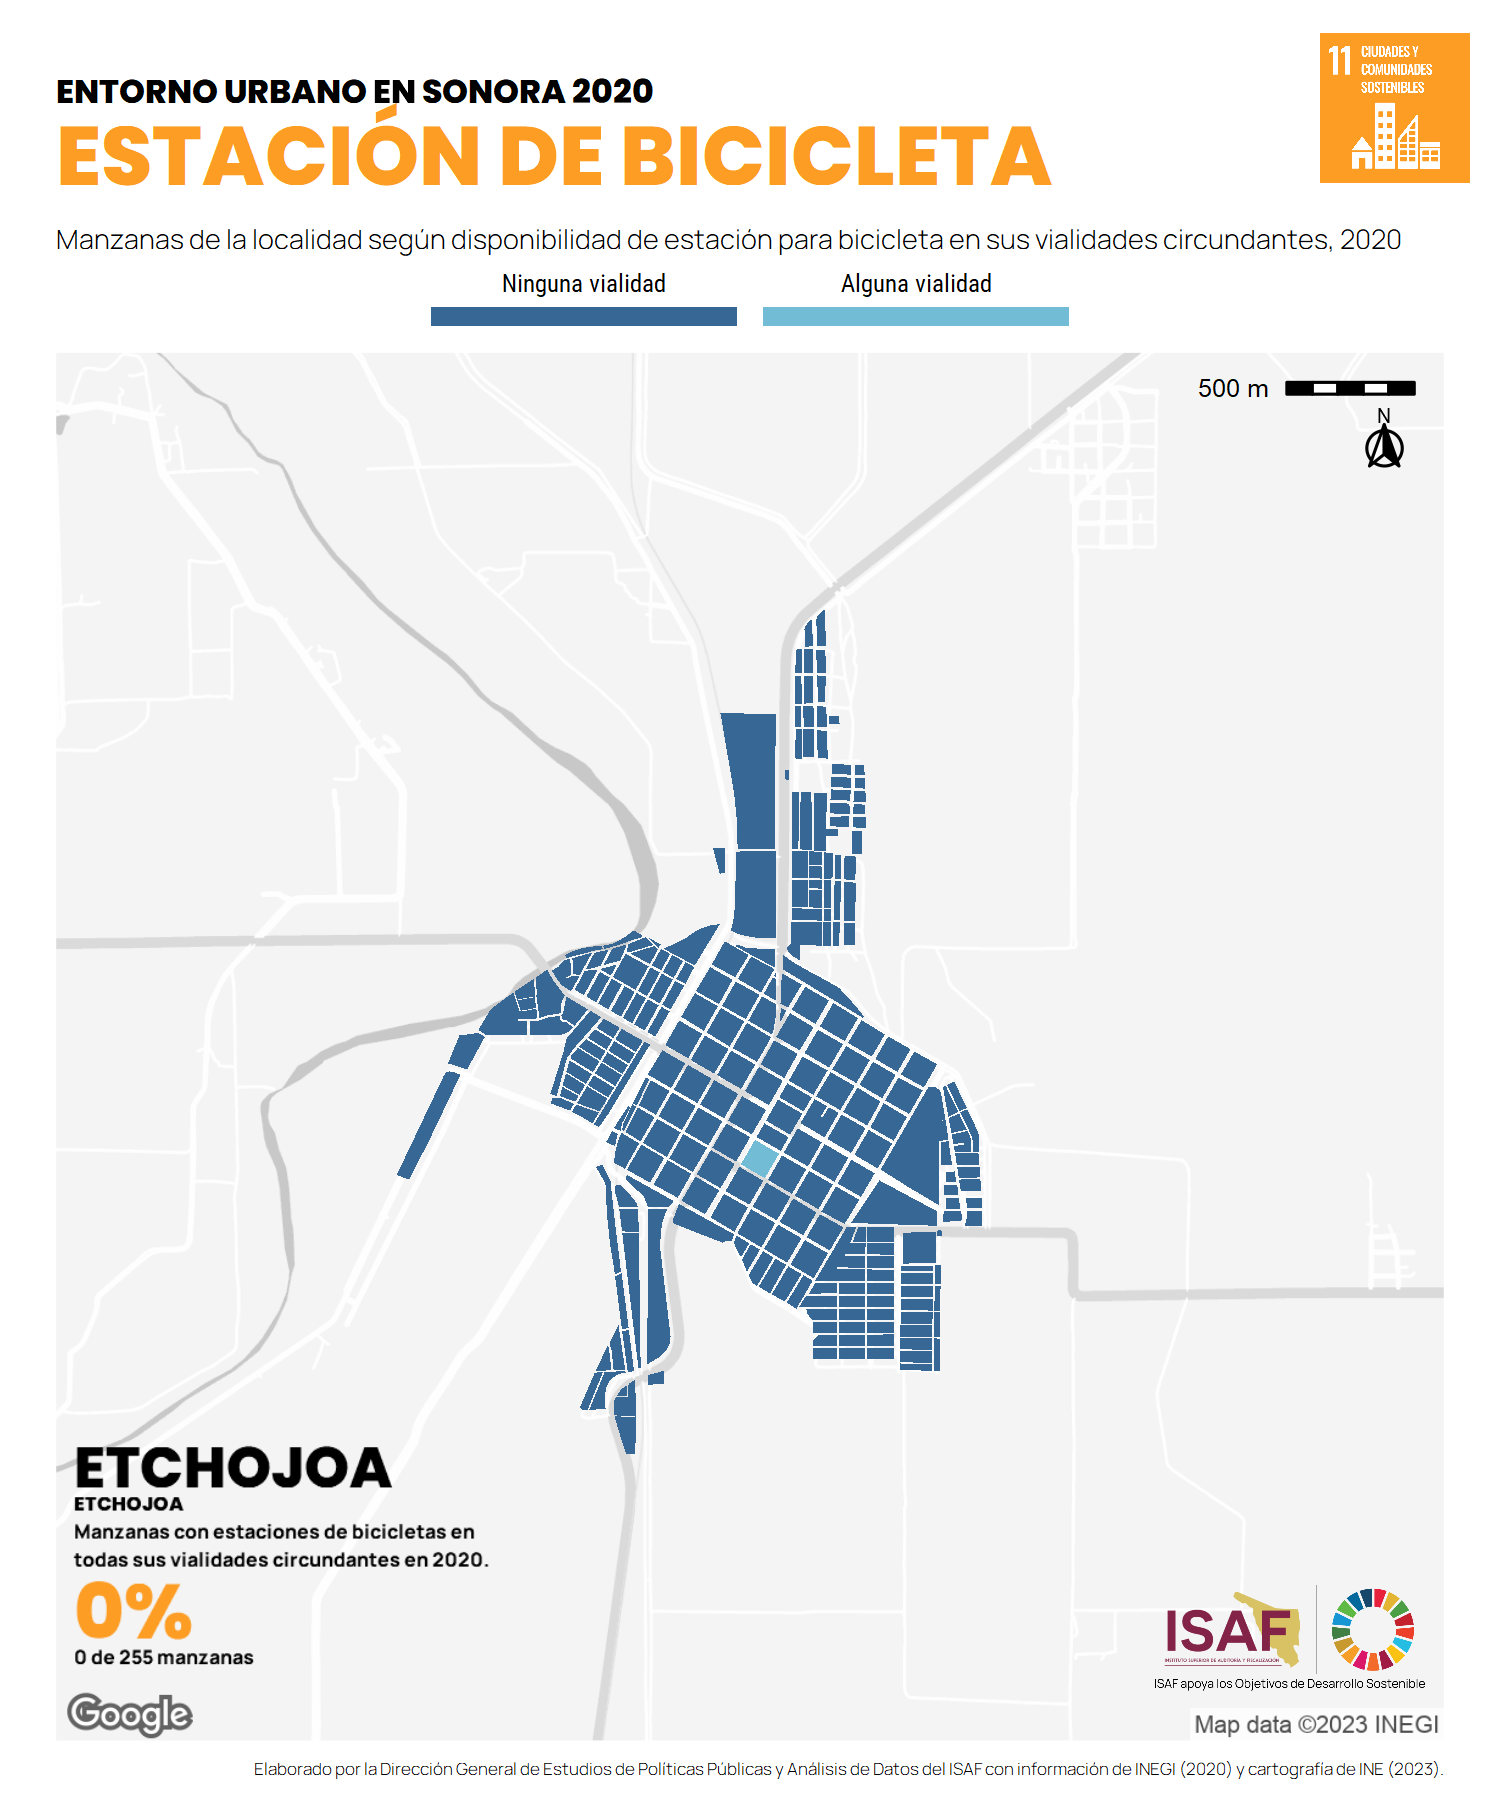 ENTORNO URBANO EN SONORA 2020
ESTACIÓN DE BICICLETA
11 CIUDADES Y
COMUNIDADES
SOSTENIBLES
Manzanas de la localidad según disponibilidad de estación para bicicleta en sus vialidades circundantes, 2020
Ninguna vialidad
Alguna vialidad
500 m
N
ETCHOJOA
ETCHOJOA
Manzanas con estaciones de bicicletas en
todas sus vialidades circundantes en 2020.
0%
0 de 255 manzanas
Google
ISAF
INSTITUTO SUPERIOR DE AUDITORÍA Y FISCALIZACIÓN
ISAF apoya los Objetivos de Desarrollo Sostenible
Map data ©2023 INEGI
Elaborado por la Dirección General de Estudios de Políticas Públicas y Análisis de Datos del ISAF con información de INEGI (2020) y cartografía de INE (2023).